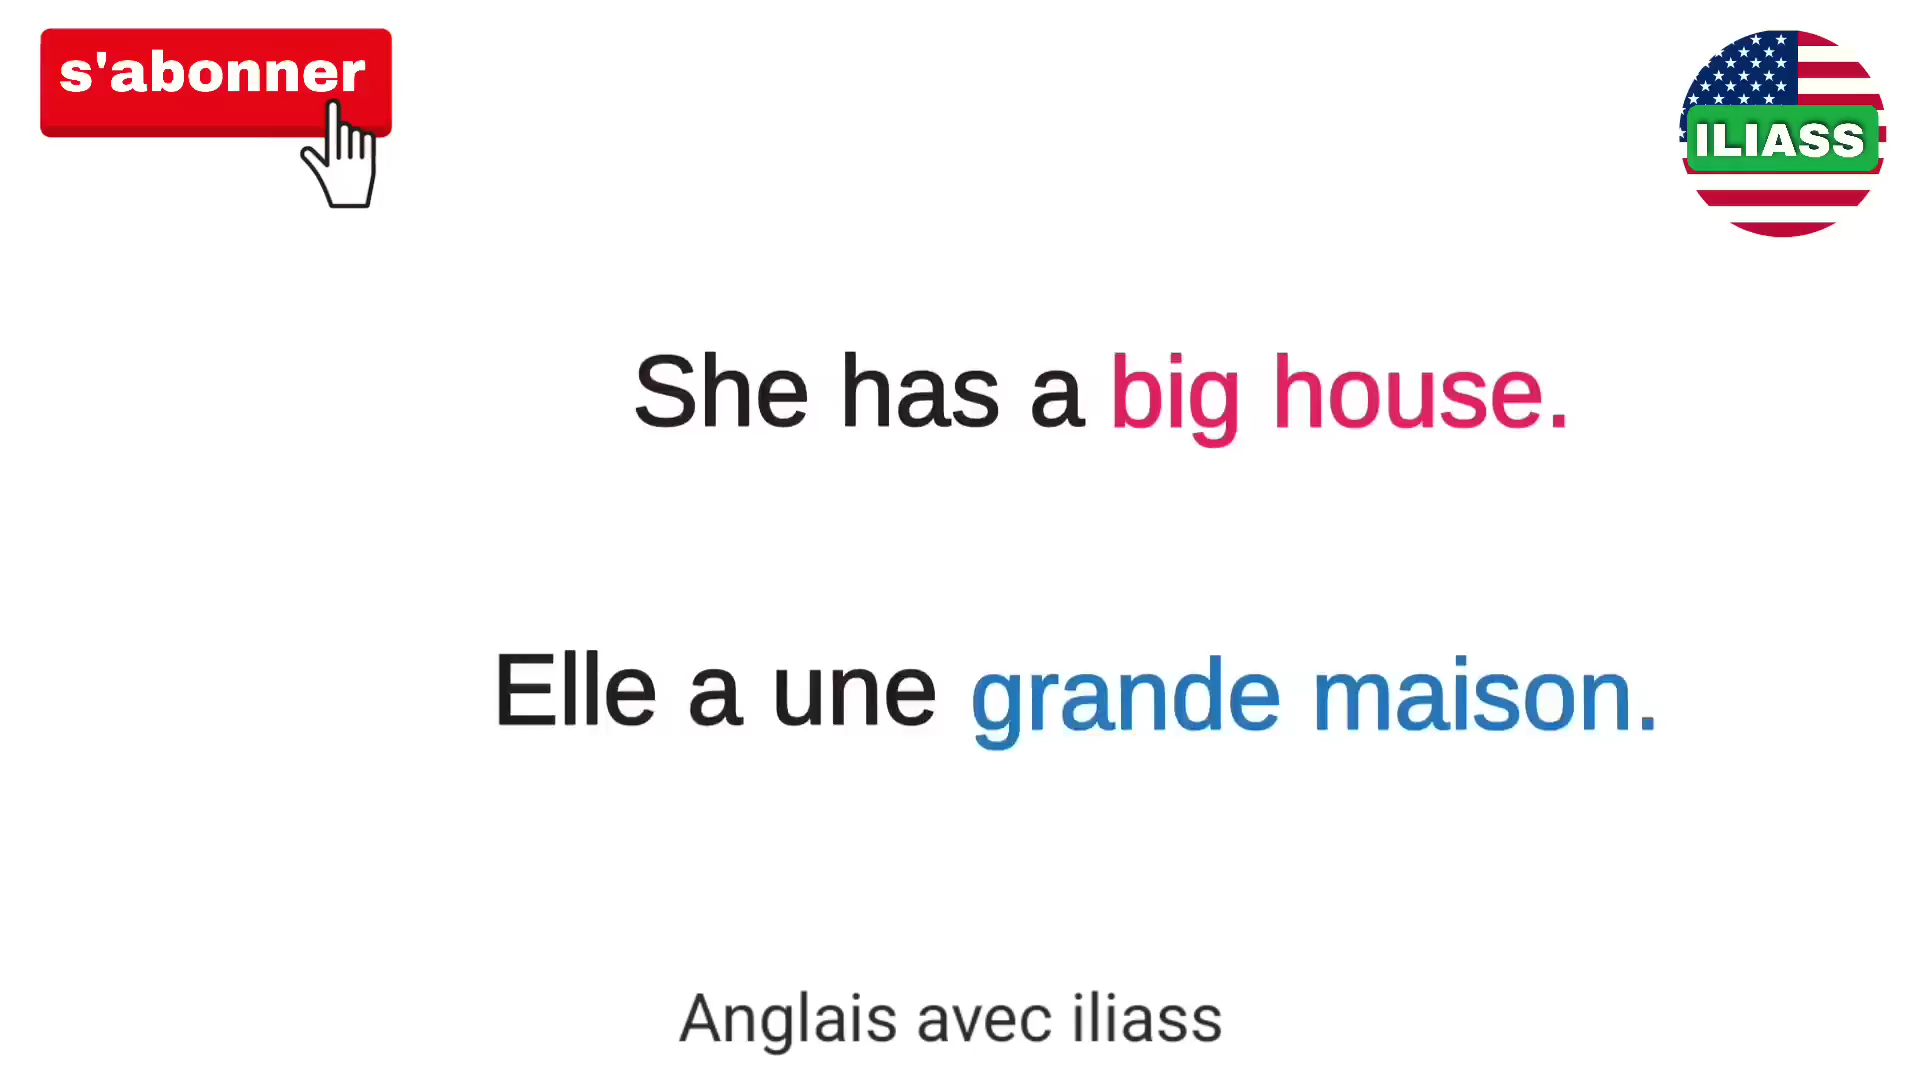 s'abonner
ILIASS
She has a big house.
Elle a une grande maison.
Anglais avec iliass